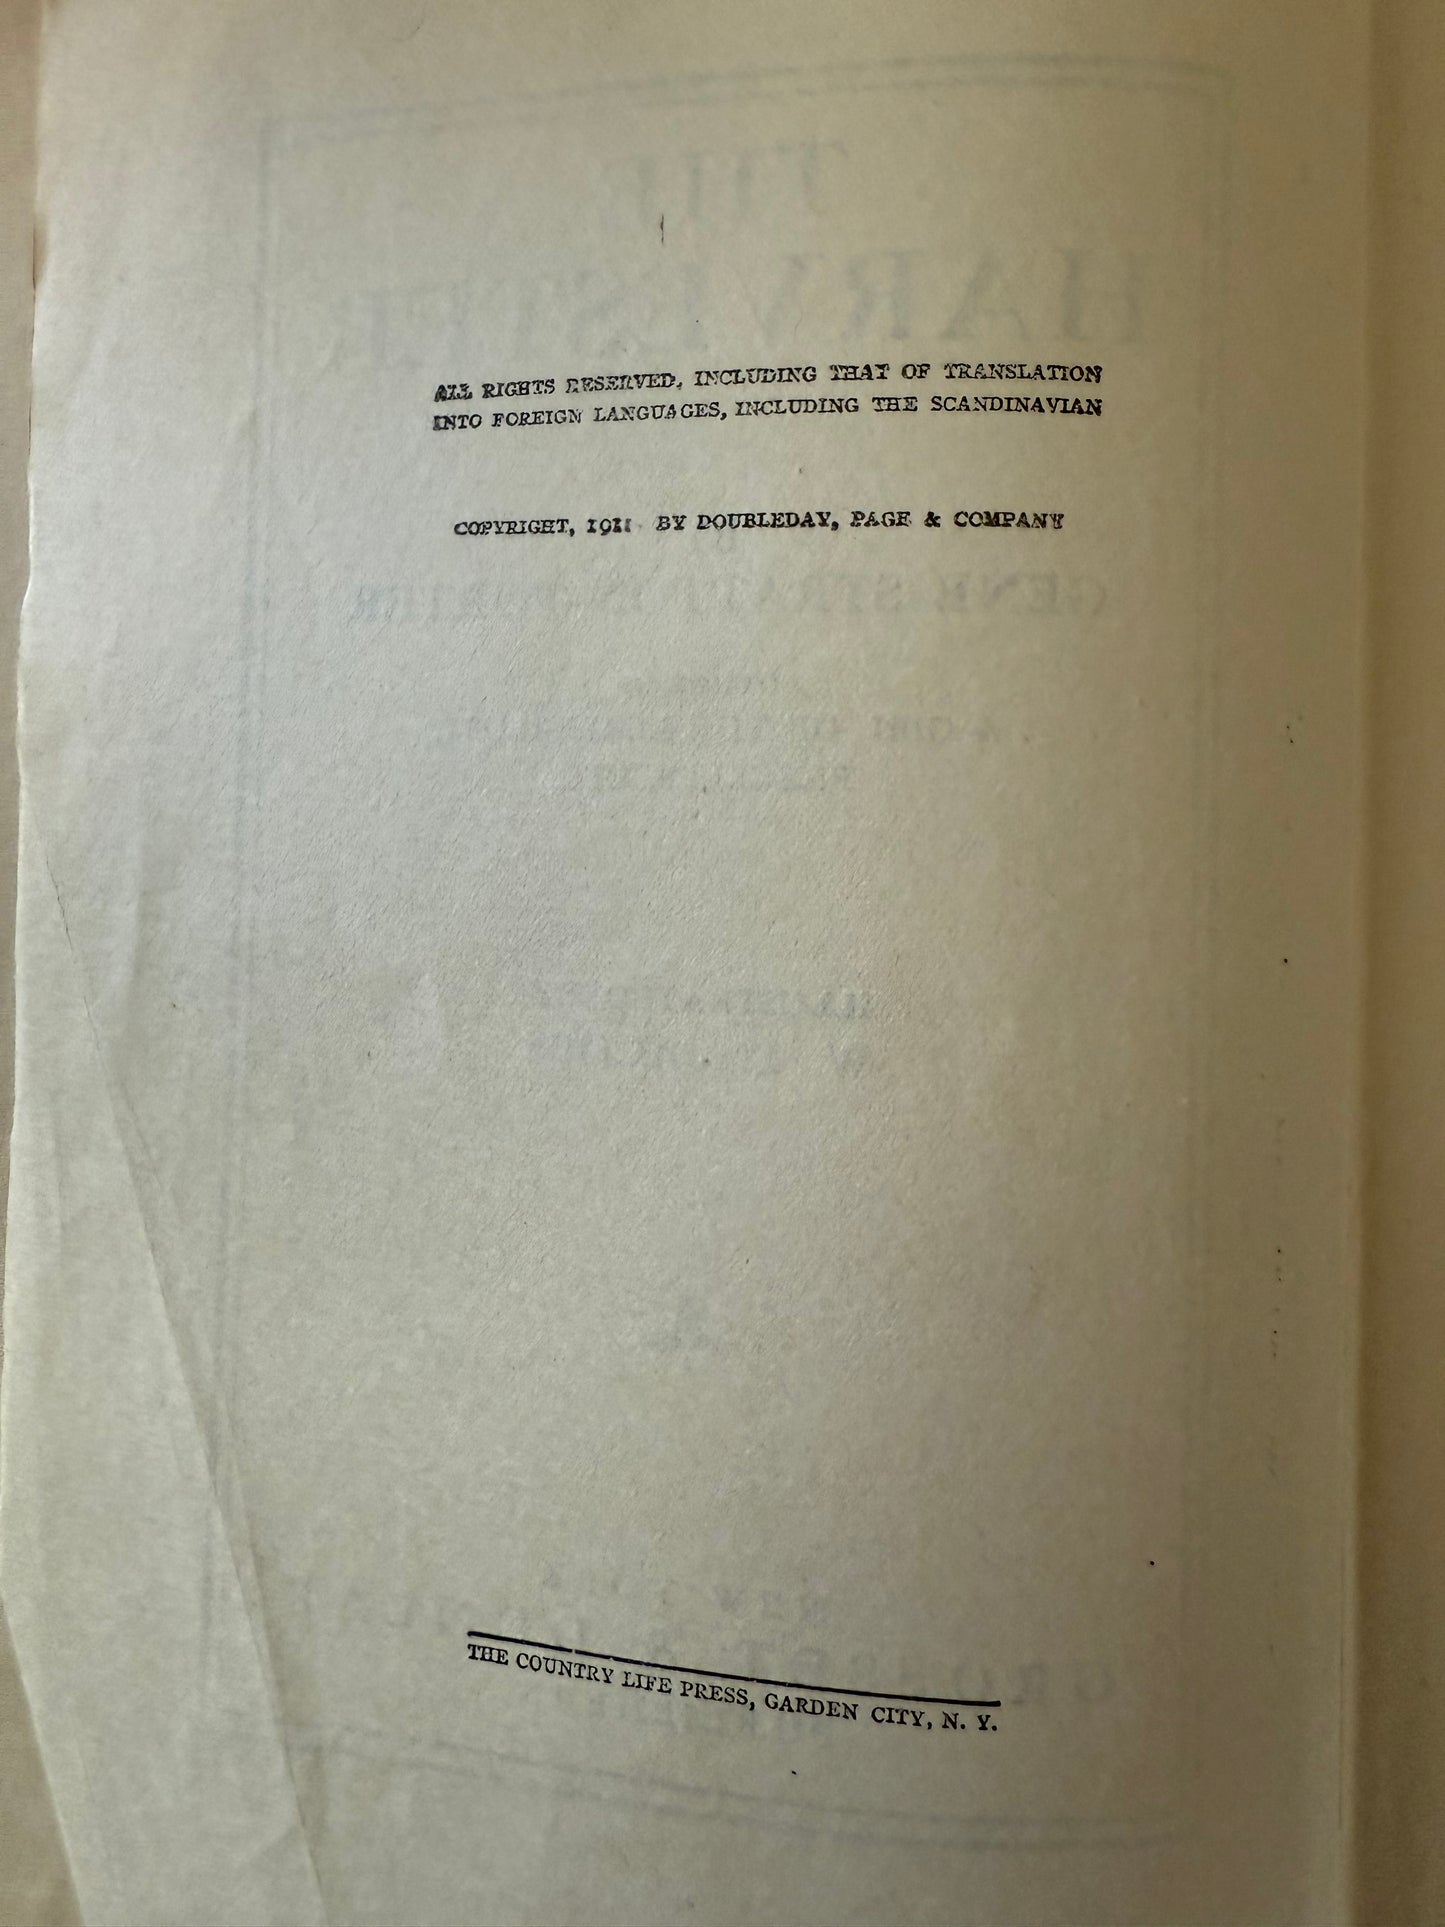 ALL RIGHTS RESERVED, INCLUDING THAT OF TRANSLATION
INTO FOREIGN LANGUAGES, INCLUDING THE SCANDINAVIAN
COPYRIGHT, 1911 BY DOUBLEDAY, PAGE & COMPANY
THE COUNTRY LIFE PRESS, GARDEN CITY, N. Y.